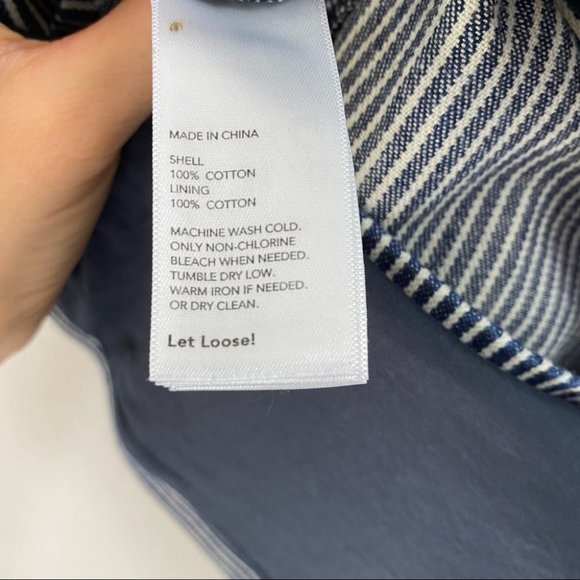 MADE IN CHINA
SHELL
100% COTTON
LINING
100% COTTON
MACHINE WASH COLD.
ONLY NON-CHLORINE
BLEACH WHEN NEEDED.
TUMBLE DRY LOW.
WARM IRON IF NEEDED.
OR DRY CLEAN.
Let Loose!